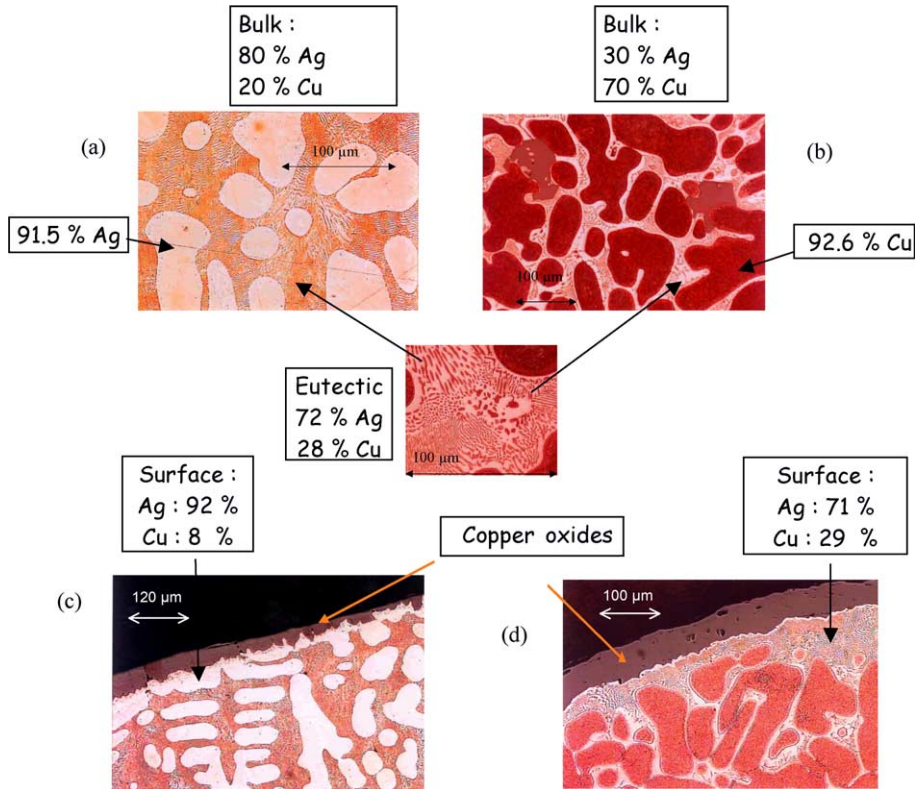 Bulk :
80 % Ag
20 % Cu
Bulk :
30 % Ag
70 % Cu
(a)
100 µm
(b)
91.5 % Ag
92.6 % Cu
100 µm
Eutectic
72 % Ag
28 % Cu
100 µm
Surface :
Ag : 92 %
Cu : 8 %
Surface :
Ag : 71 %
Cu : 29 %
Copper oxides
(c)
120 µm
100 µm
(d)